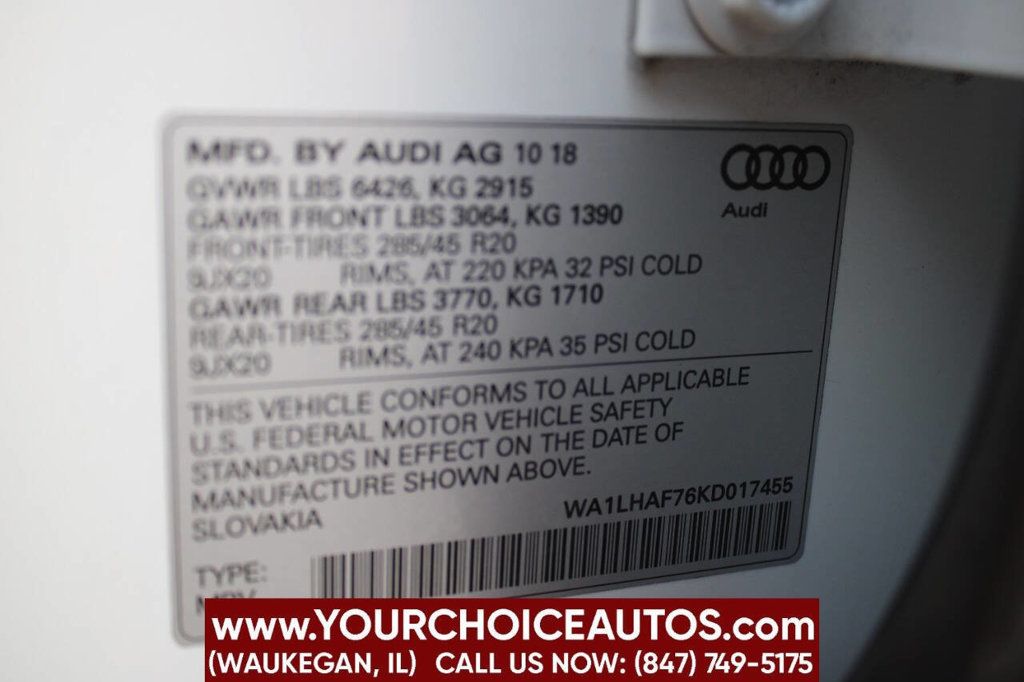 MFD. BY AUDI AG 10 18
GVWR LBS 6426, KG 2915
GAWR FRONT LBS 3064, KG 1390
FRONT-TIRES 285/45 R20
9JX20 RIMS, AT 220 KPA 32 PSI COLD
GAWR REAR LBS 3770, KG 1710
REAR-TIRES 285/45 R20
9JX20 RIMS, AT 240 KPA 35 PSI COLD
Audi
THIS VEHICLE CONFORMS TO ALL APPLICABLE
U.S. FEDERAL MOTOR VEHICLE SAFETY
STANDARDS IN EFFECT ON THE DATE OF
MANUFACTURE SHOWN ABOVE.
SLOVAKIA
WA1LHAF76KD017455
TYPE:
www.YOURCHOICEAUTOS.com
(WAUKEGAN, IL) CALL US NOW: (847) 749-5175